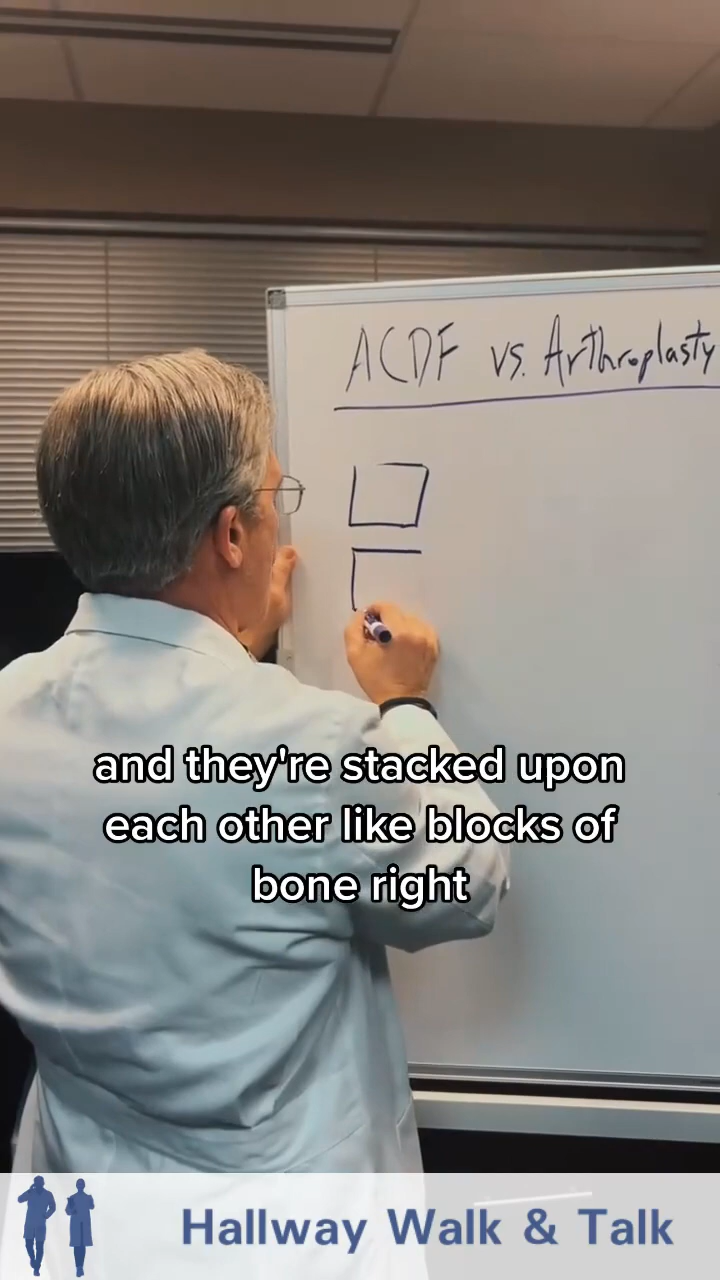 ACDF vs. Arthroplasty
and they're stacked upon
each other like blocks of
bone right
Hallway Walk & Talk